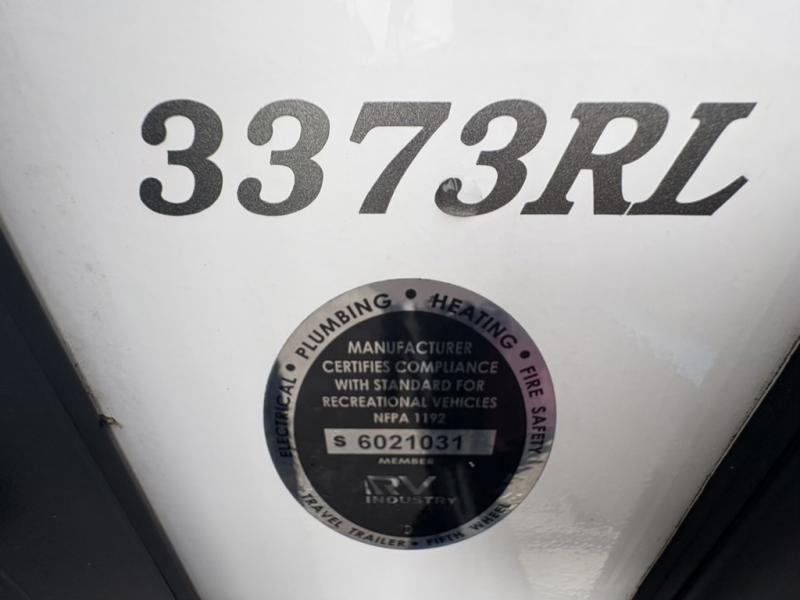 3373RL
ELECTRICAL • PLUMBING • HEATING • FIRE SAFETY
MANUFACTURER
CERTIFIES COMPLIANCE
WITH STANDARD FOR
RECREATIONAL VEHICLES
NFPA 1192
S 6021031
MEMBER
RV
INDUSTRY
D
TRAVEL TRAILER • FIFTH WHEEL